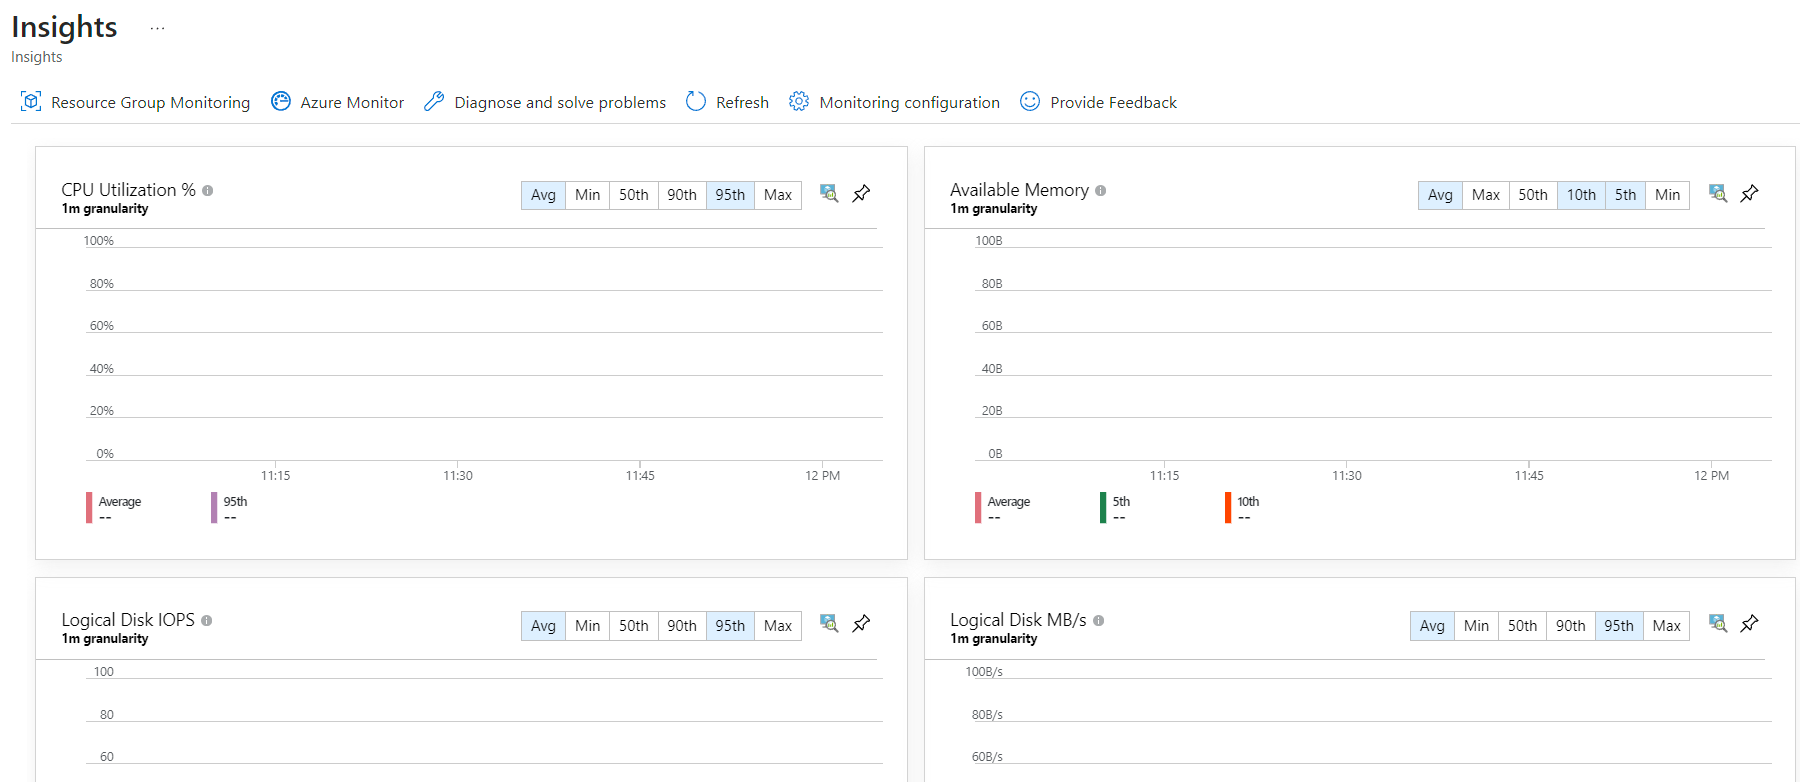 Insights ...
Insights
Resource Group Monitoring Azure Monitor Diagnose and solve problems Refresh Monitoring configuration Provide Feedback
CPU Utilization %
1m granularity
Avg Min 50th 90th 95th Max
100%
80%
60%
40%
20%
0%
11:15 11:30 11:45 12 PM
Average 95th
-- --
Available Memory
1m granularity
Avg Max 50th 10th 5th Min
100B
80B
60B
40B
20B
0B
11:15 11:30 11:45 12 PM
Average 5th 10th
-- -- --
Logical Disk IOPS
1m granularity
Avg Min 50th 90th 95th Max
100
80
60
Logical Disk MB/s
1m granularity
Avg Min 50th 90th 95th Max
100B/s
80B/s
60B/s